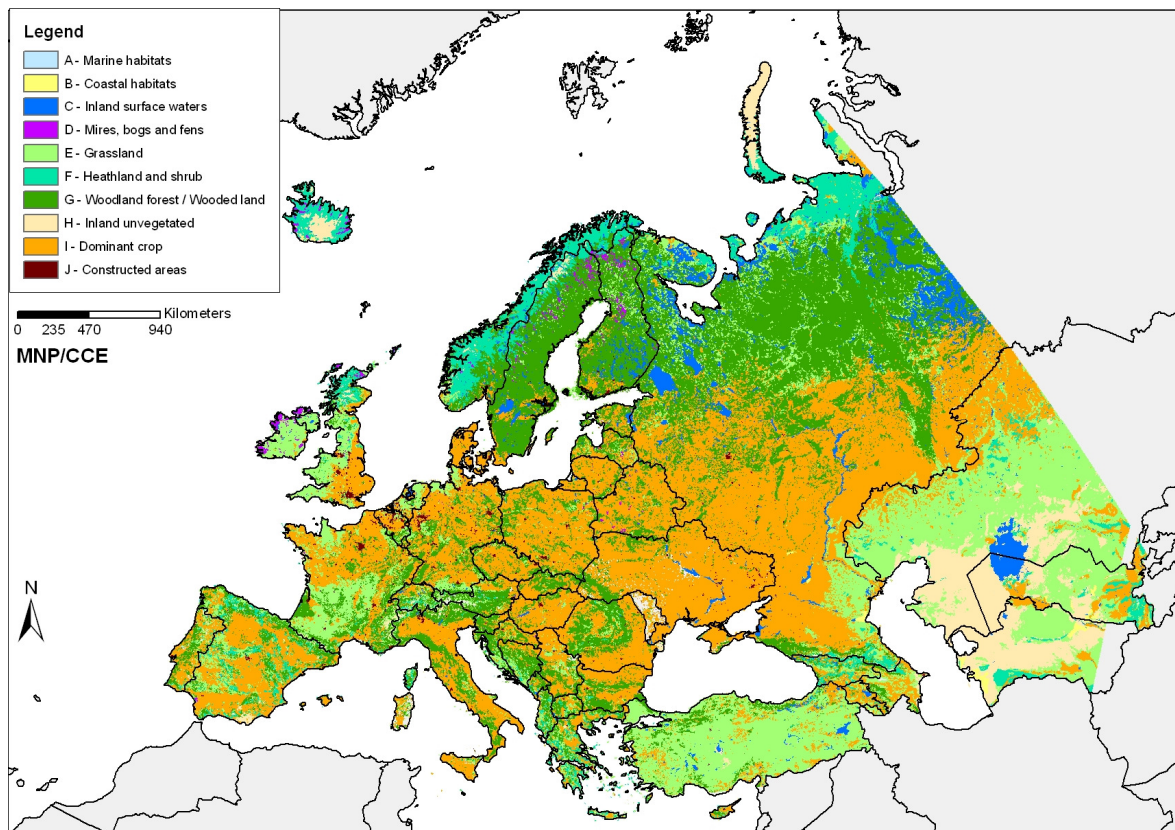 Legend
A - Marine habitats
B - Coastal habitats
C - Inland surface waters
D - Mires, bogs and fens
E - Grassland
F - Heathland and shrub
G - Woodland forest / Wooded land
H - Inland unvegetated
I - Dominant crop
J - Constructed areas
Kilometers
0 235 470 940
MNP/CCE
N